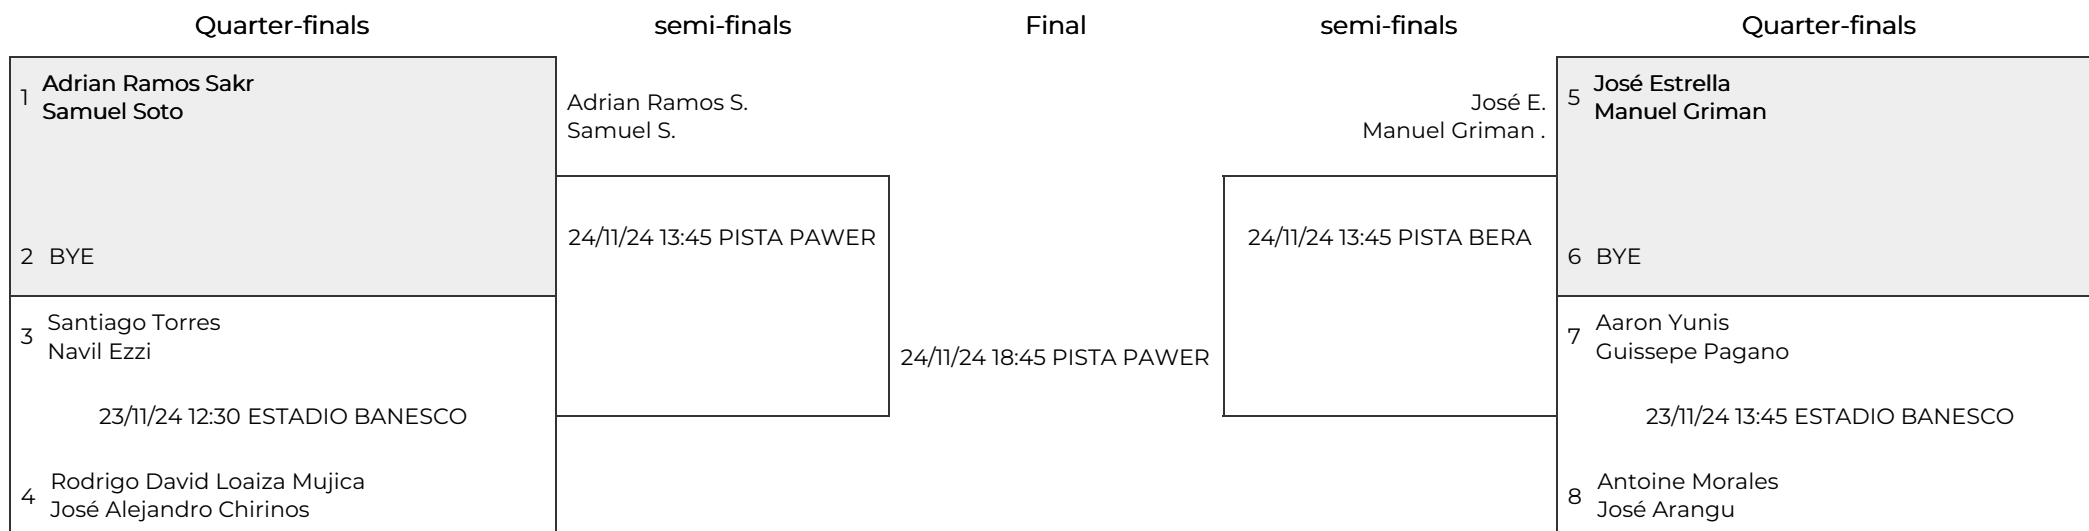 Quarter-finals
semi-finals
Final
semi-finals
Quarter-finals
1
Adrian Ramos Sakr
Samuel Soto
2 BYE
3
Santiago Torres
Navil Ezzi
23/11/24 12:30 ESTADIO BANESCO
4
Rodrigo David Loaiza Mujica
José Alejandro Chirinos
Adrian Ramos S.
Samuel S.
24/11/24 13:45 PISTA PAWER
24/11/24 18:45 PISTA PAWER
José E.
Manuel Griman .
24/11/24 13:45 PISTA BERA
5
José Estrella
Manuel Griman
6 BYE
7
Aaron Yunis
Guissepe Pagano
23/11/24 13:45 ESTADIO BANESCO
8
Antoine Morales
José Arangu